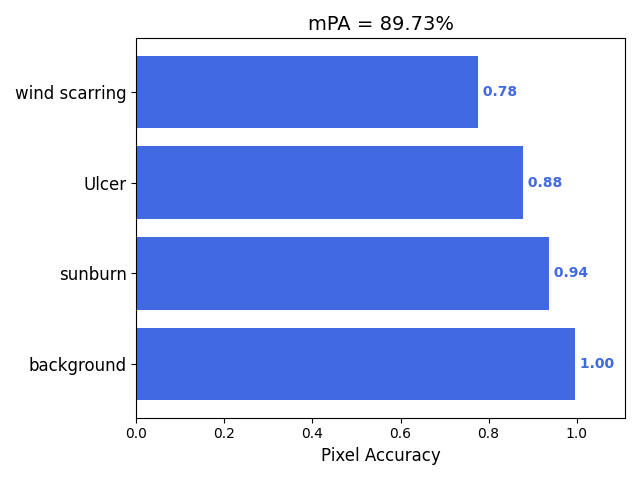 mPA = 89.73%
wind scarring 0.78
Ulcer 0.88
sunburn 0.94
background 1.00
0.0 0.2 0.4 0.6 0.8 1.0
Pixel Accuracy